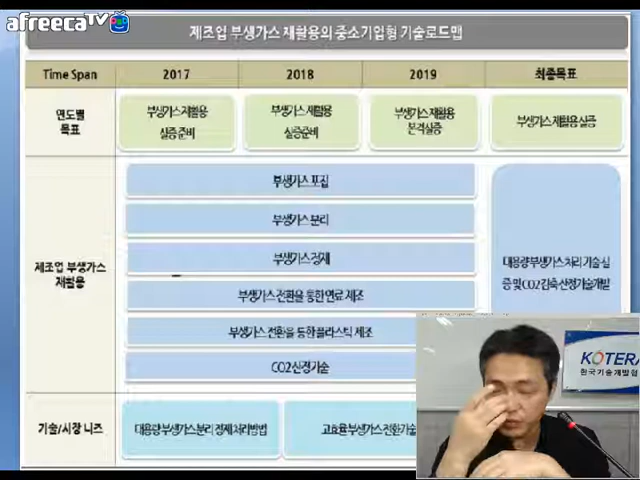 afreecaTV
제조업 부생가스 재활용의 중소기업형 기술로드맵
Time Span 2017 2018 2019 최종목표
연도별
목표
부생가스 재활용
실증 준비
부생가스 재활용
실증 준비
부생가스 재활용
본격실증
부생가스 재활용 실증
제조업 부생가스
재활용
부생가스 포집
부생가스 분리
부생가스 정제
부생가스 전환을 통한 연료 제조
부생가스 전환을 통한 플라스틱 제조
CO2 산정기술
대용량 부생가스 처리 기술 실
증 및 CO2 감축 산정기술 개발
기술/시장 니즈
대용량 부생가스 분리 정제 처리방법
고효율 부생가스 전환기술
KOTERA
한국기술개발협